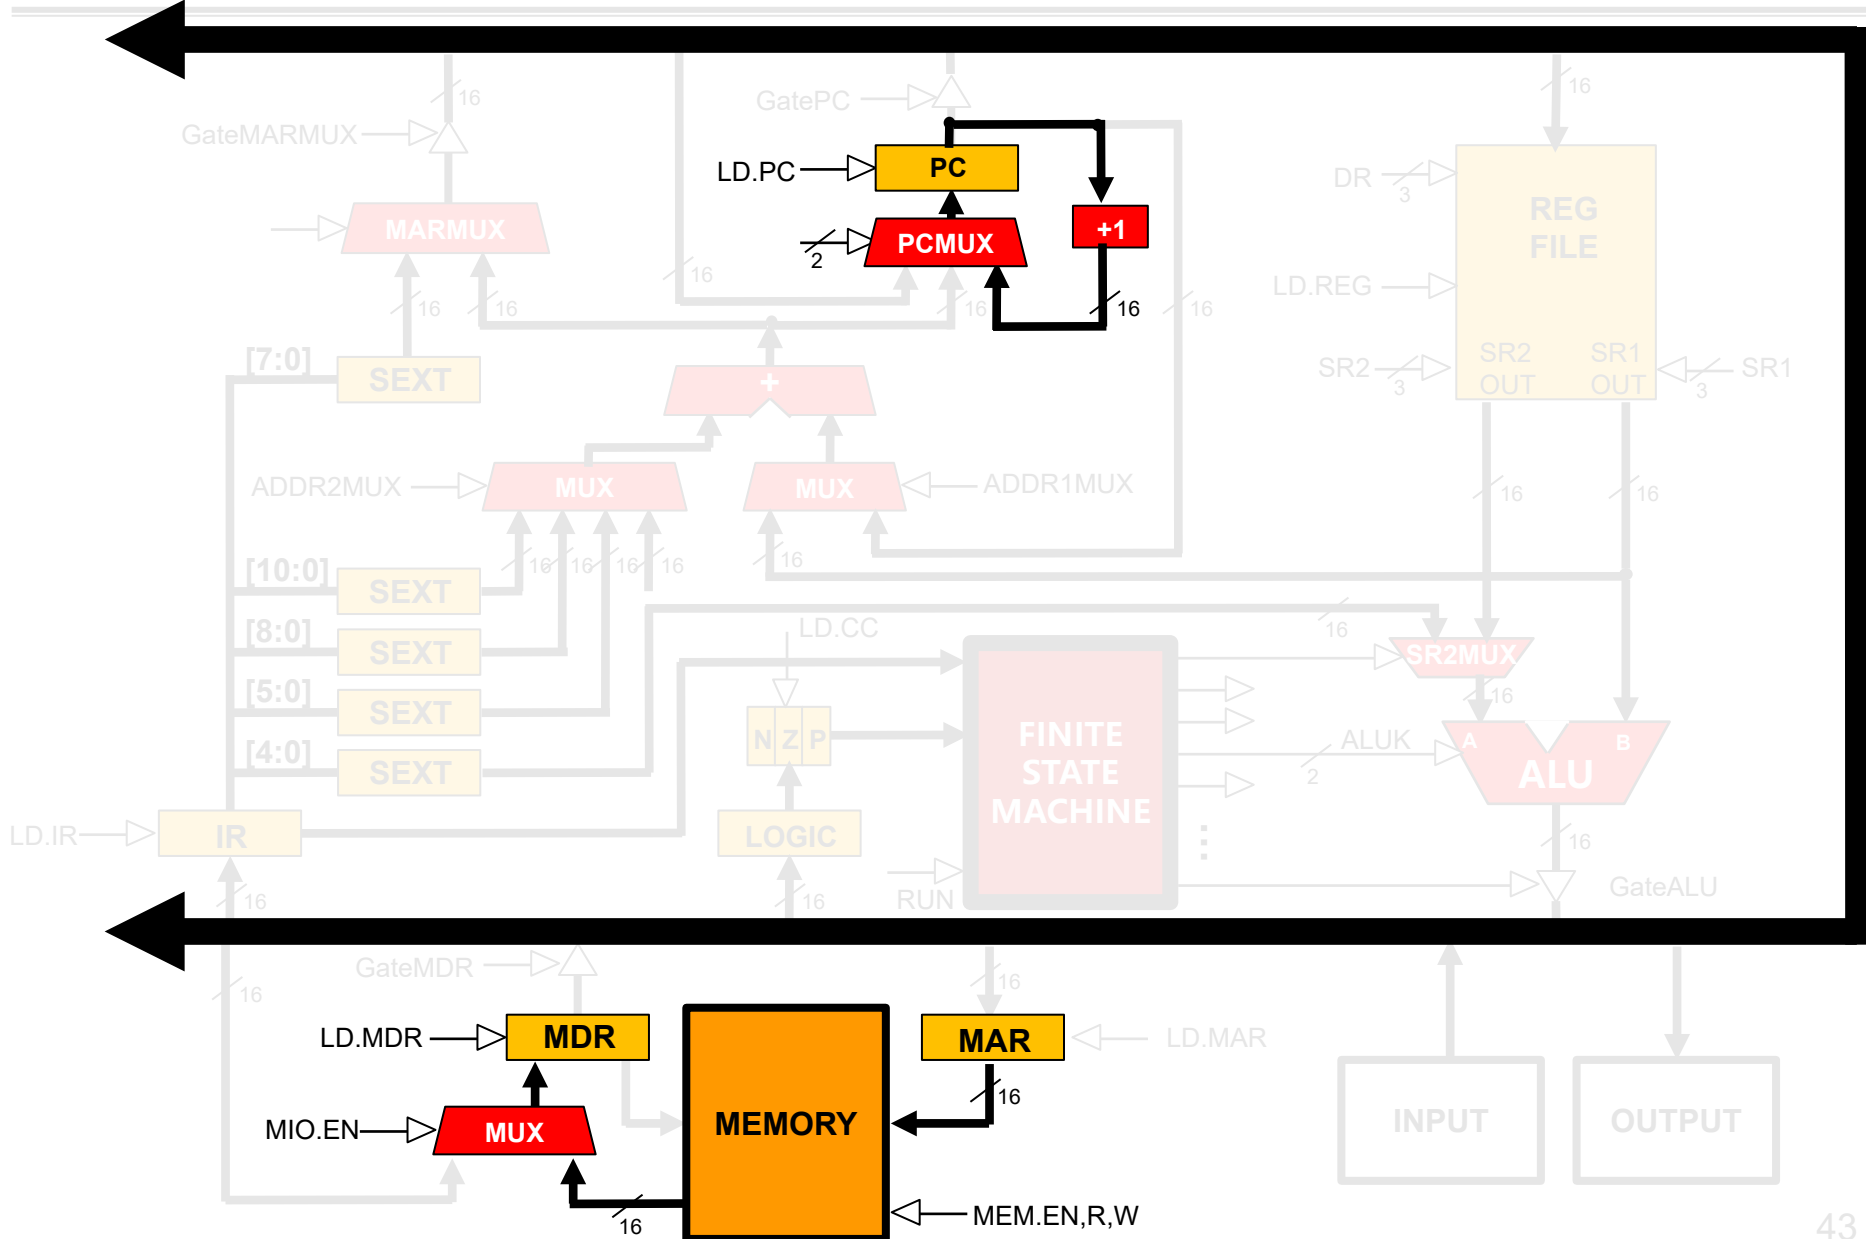 16
16
GatePC
GateMARMUX
LD.PC
PC
DR
3
REG
FILE
MARMUX
2
PCMUX
+1
16
16
16
16
16
16
LD.REG
[7:0]
SEXT
+
SR2
3
SR2
OUT
SR1
OUT
3
SR1
ADDR2MUX
MUX
MUX
ADDR1MUX
16
16
16
16
16
16
16
[10:0]
SEXT
[8:0]
SEXT
LD.CC
16
SR2MUX
[5:0]
SEXT
16
N Z P
FINITE
STATE
MACHINE
ALUK
2
A
B
ALU
[4:0]
SEXT
LD.IR
IR
LOGIC
⋮
16
16
16
RUN
GateALU
GateMDR
16
16
LD.MDR
MDR
MAR
LD.MAR
16
MIO.EN
MUX
MEMORY
INPUT
OUTPUT
16
MEM.EN,R,W
43